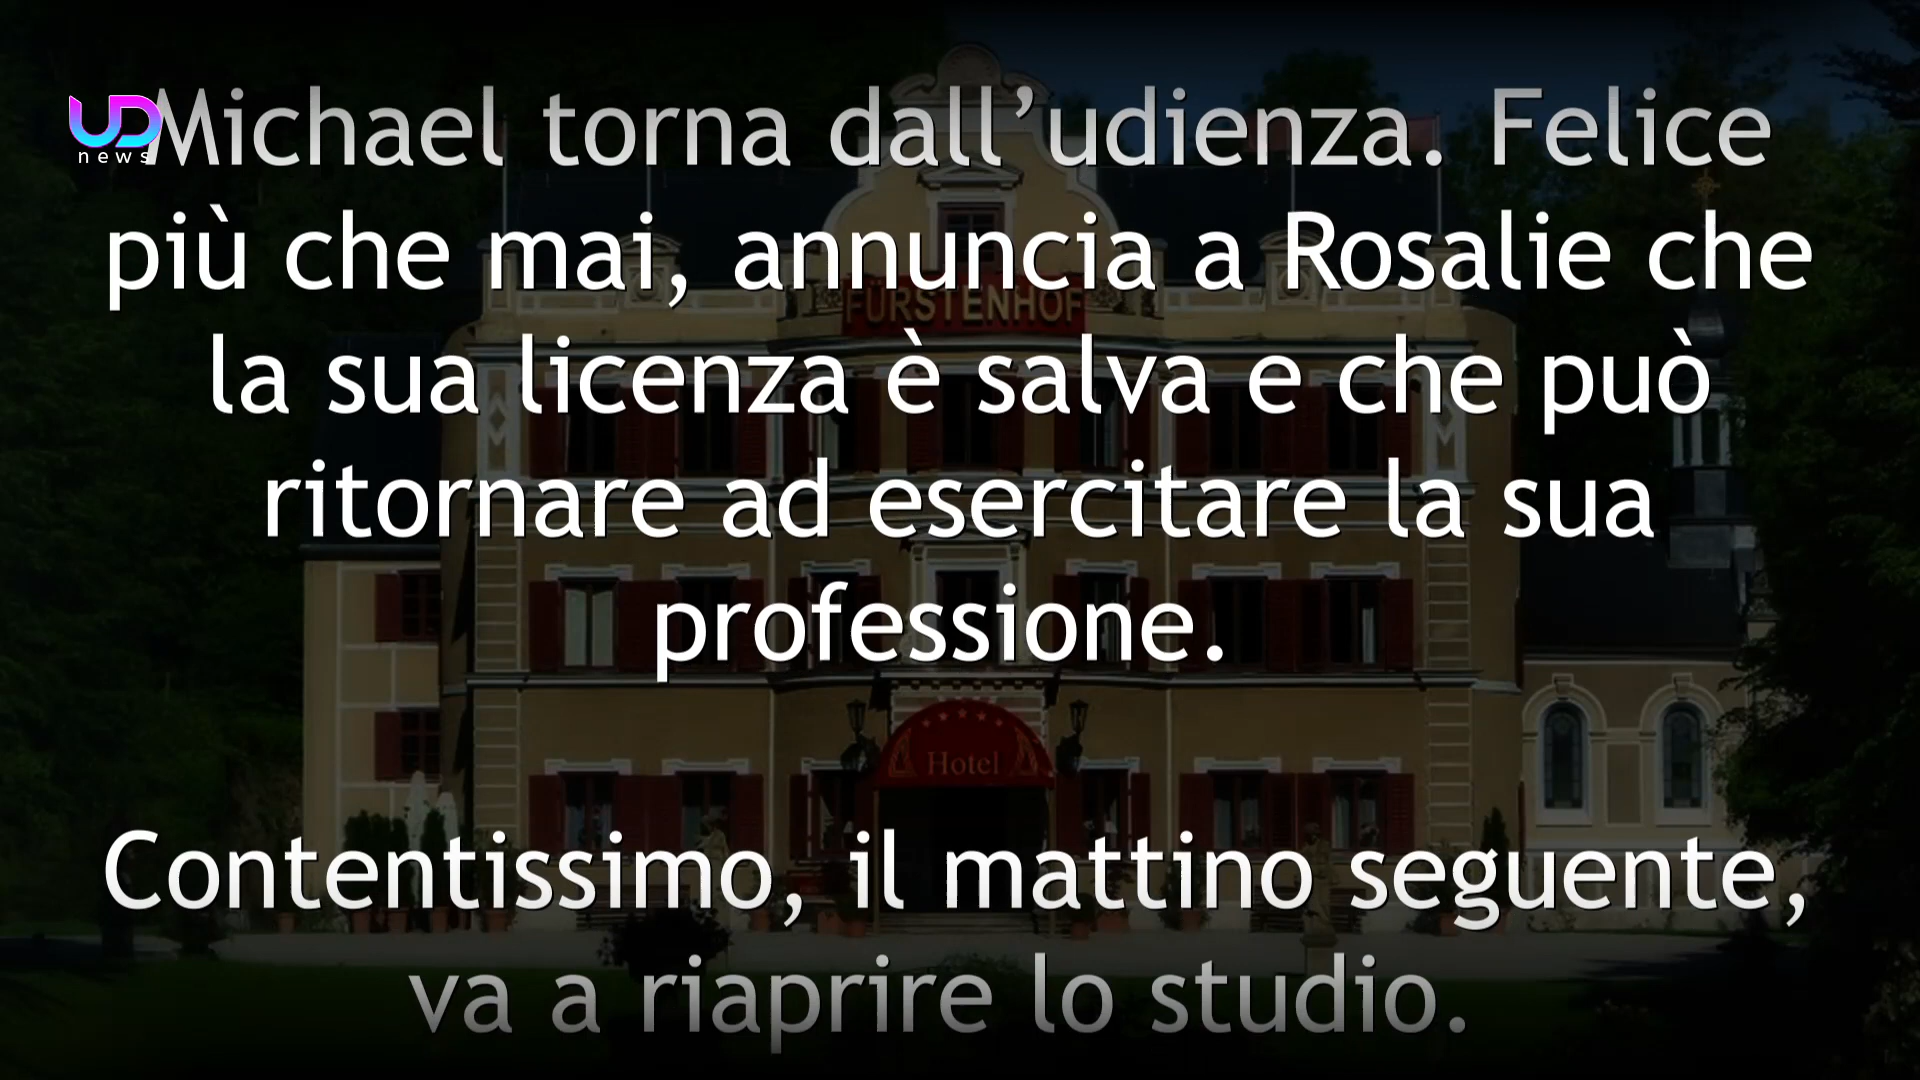 UD
news
Michael torna dall’udienza. Felice
più che mai, annuncia a Rosalie che
FÜRSTENHOF
la sua licenza è salva e che può
ritornare ad esercitare la sua
professione.
Hotel
Contentissimo, il mattino seguente,
va a riaprire lo studio.